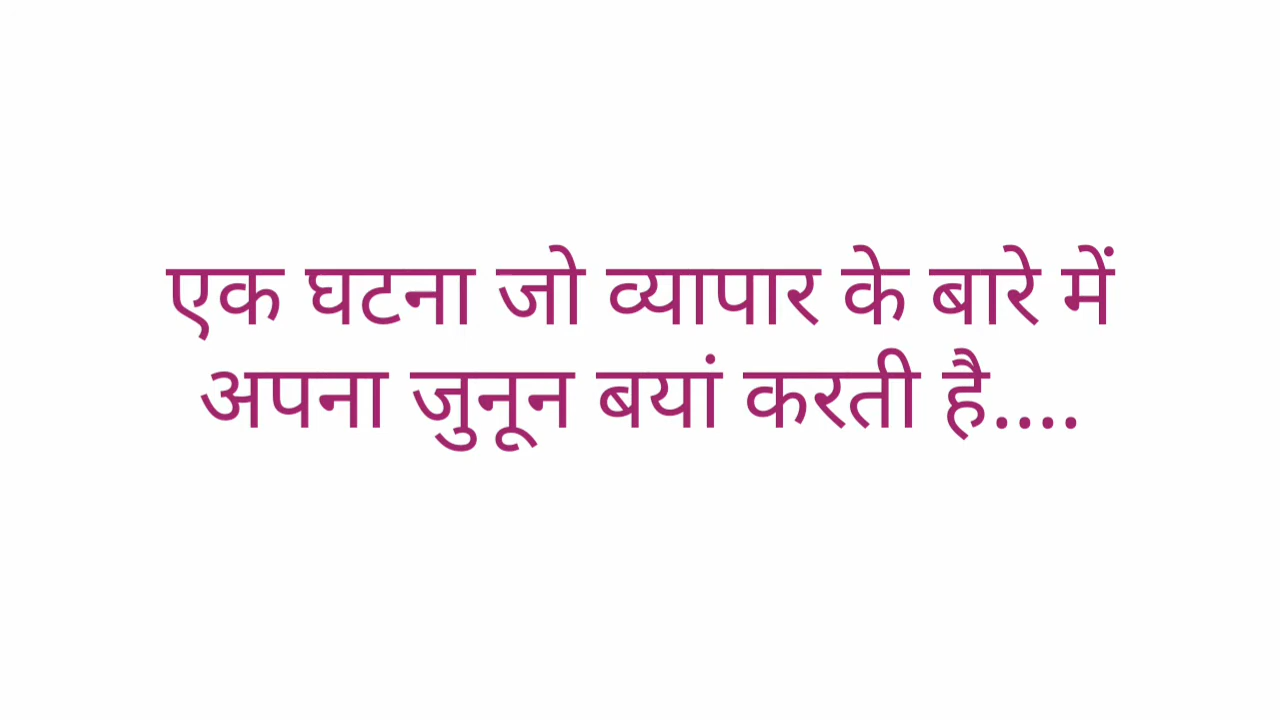 एक घटना जो व्यापार के बारे में
अपना जुनून बयां करती है....